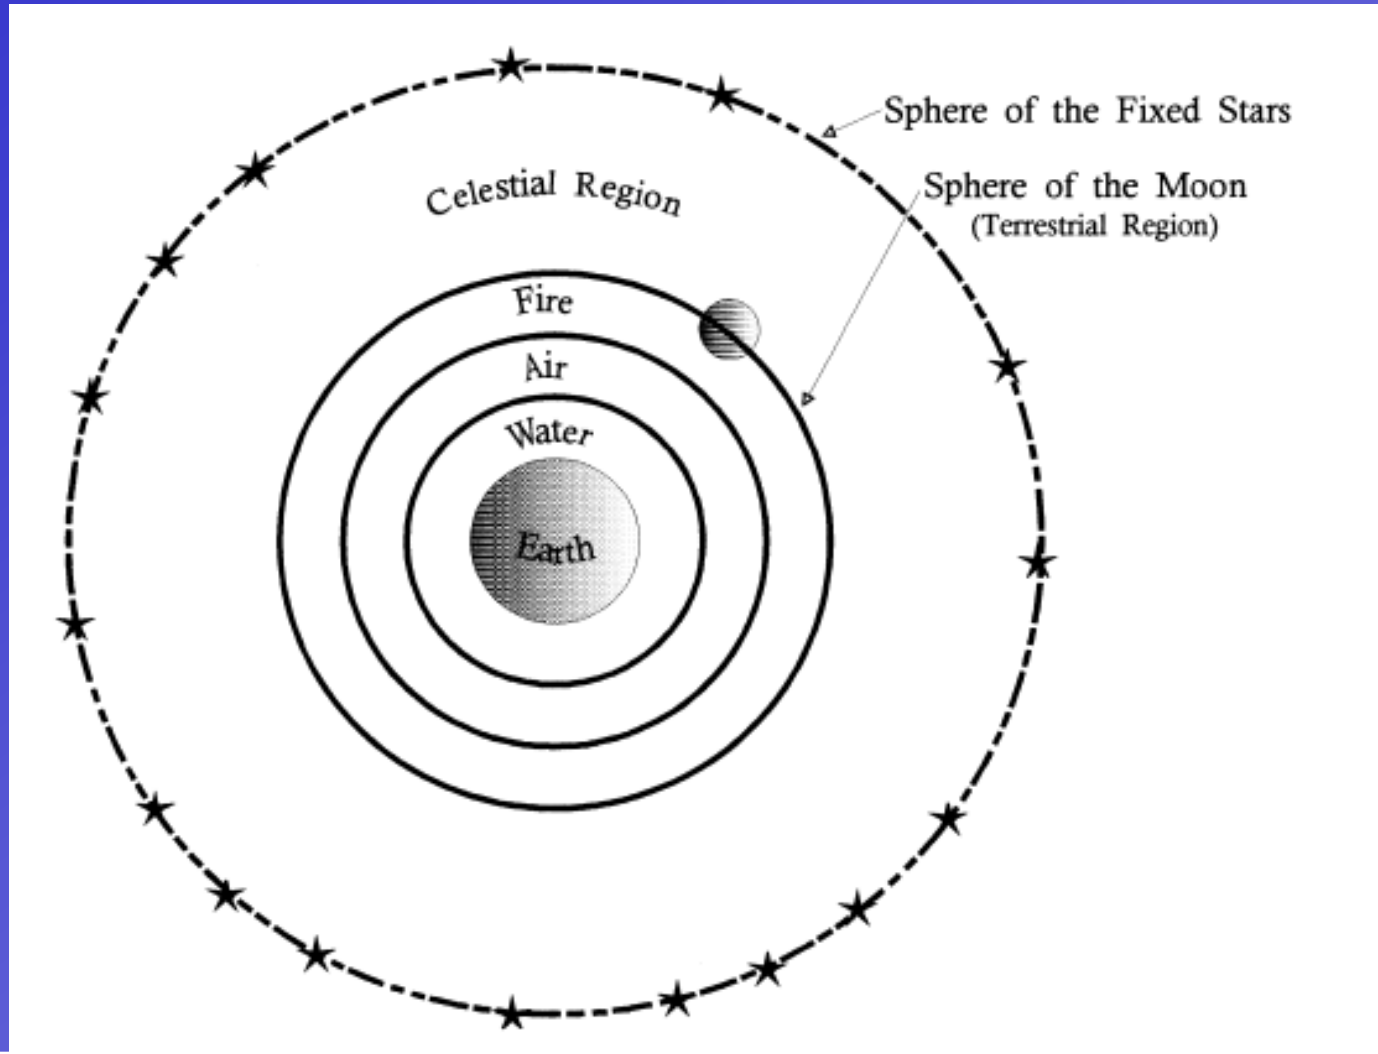 Sphere of the Fixed Stars
Sphere of the Moon
(Terrestrial Region)
Celestial Region
Fire
Air
Water
Earth